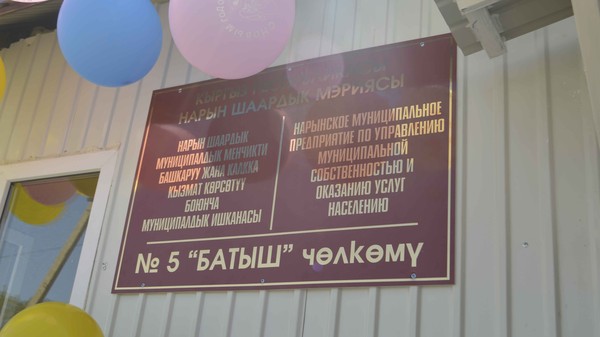 КЫРГЫЗ
НАРЫН ШААРДЫК МЭРИЯСЫ
НАРЫН ШААРДЫК
МУНИЦИПАЛДЫК МЕНЧИКТИ
БАШКАРУУ ЖАНА КАЛККА
КЫЗМАТ КӨРСӨТҮҮ
БОЮНЧА
МУНИЦИПАЛДЫК ИШКАНАСЫ
НАРЫНСКОЕ МУНИЦИПАЛЬНОЕ
ПРЕДПРИЯТИЕ ПО УПРАВЛЕНИЮ
МУНИЦИПАЛЬНОЙ
СОБСТВЕННОСТЬЮ И
ОКАЗАНИЮ УСЛУГ
НАСЕЛЕНИЮ
№ 5 "БАТЫШ" чөлкөмү